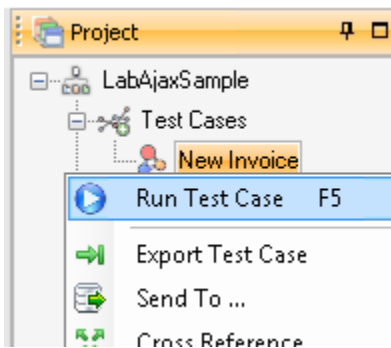 Project
LabAjaxSample
Test Cases
New Invoice
Run Test Case F5
Export Test Case
Send To ...
Cross Reference